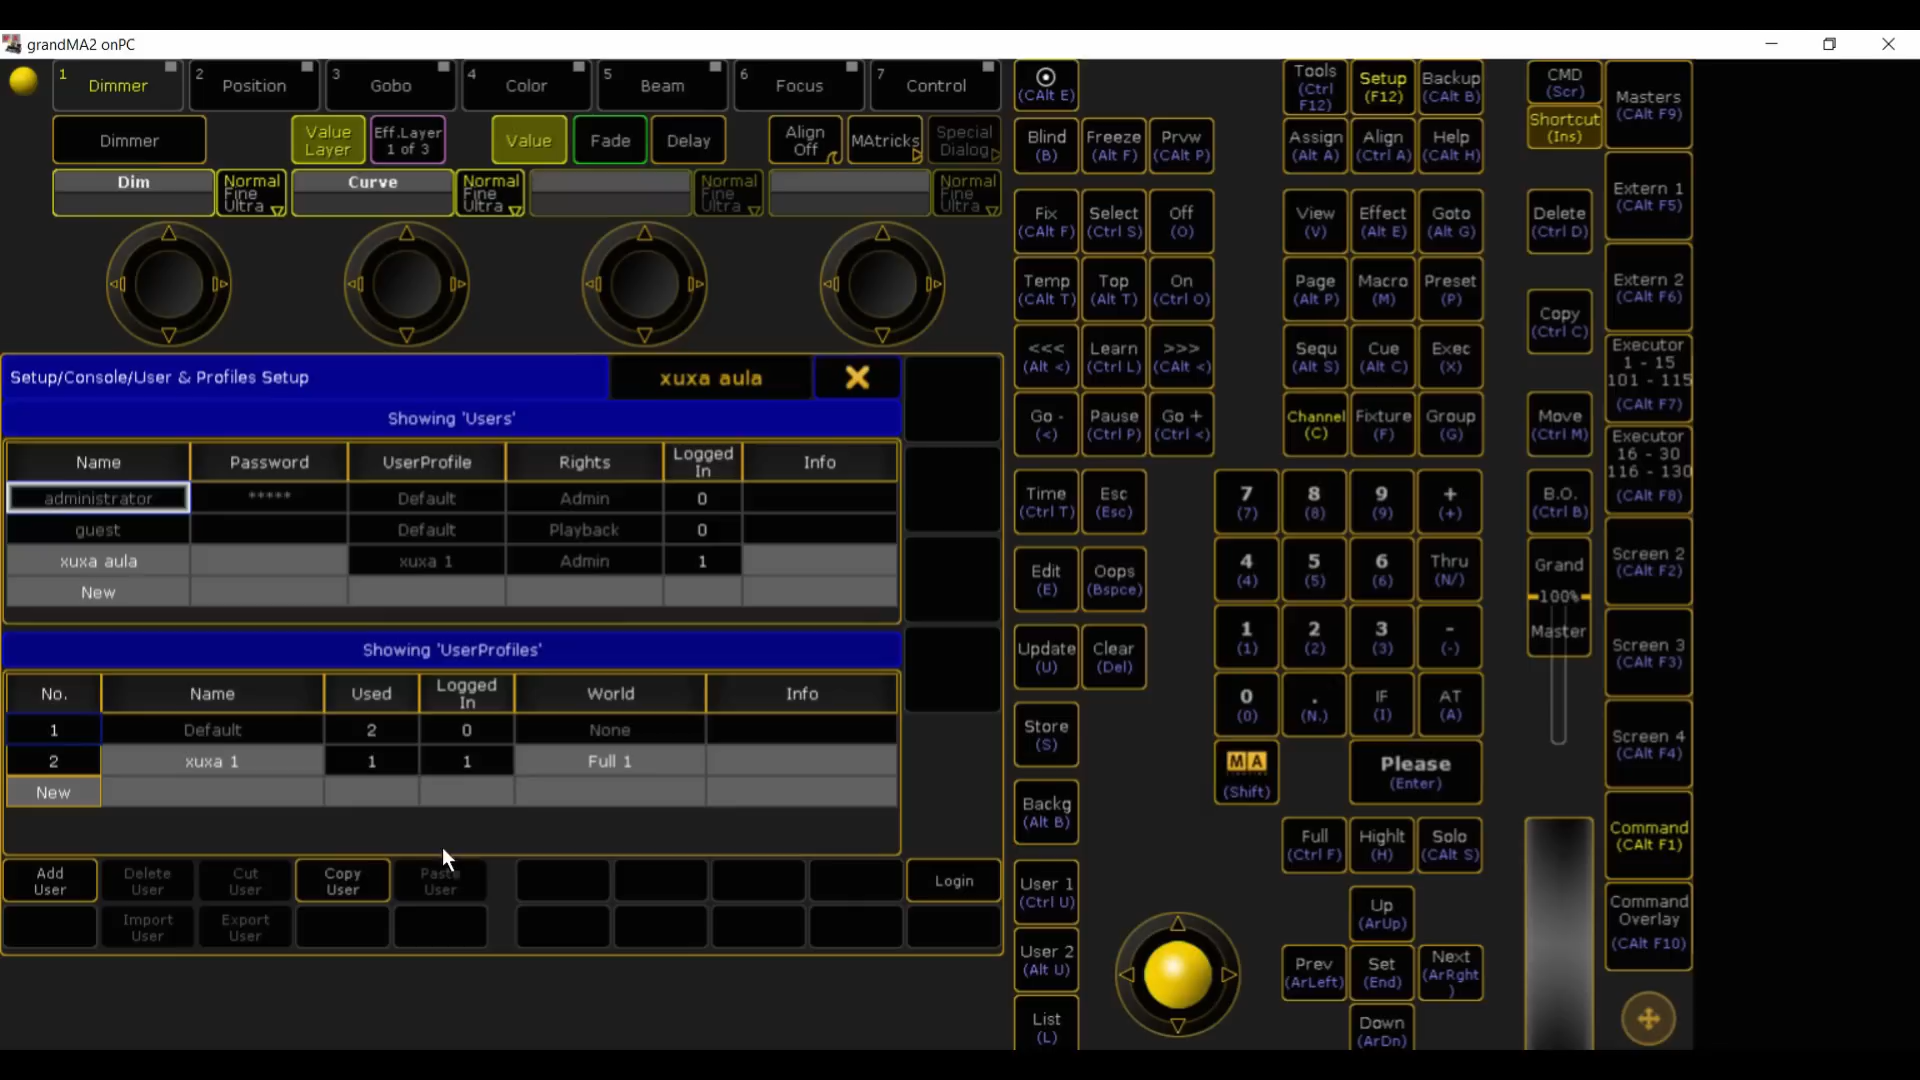 grandMA2 onPC
1
Dimmer
2
Position
3
Gobo
4
Color
5
Beam
6
Focus
7
Control
Dimmer
Value
Layer
Eff.Layer
1 of 3
Value
Fade
Delay
Align
Off
MAtricks
Special
Dialog
Dim
Normal
Fine
Ultra
Curve
Normal
Fine
Ultra
Normal
Fine
Ultra
Normal
Fine
Ultra
Setup/Console/User & Profiles Setup
xuxa aula
Showing 'Users'
Name Password UserProfile Rights Logged In Info
administrator ***** Default Admin 0
guest Default Playback 0
xuxa aula xuxa 1 Admin 1
New
Showing 'UserProfiles'
No. Name Used Logged In World Info
1 Default 2 0 None
2 xuxa 1 1 1 Full 1
New
Add
User
Delete
User
Cut
User
Copy
User
Paste
User
Login
Import
User
Export
User
(CAlt E)
Blind
(B)
Freeze
(Alt F)
Prvw
(CAlt P)
Fix
(CAlt F)
Select
(Ctrl S)
Off
(O)
Temp
(CAlt T)
Top
(Alt T)
On
(Ctrl O)
<<<
(Alt <)
Learn
(Ctrl L)
>>>
(CAlt <)
Go -
(<)
Pause
(Ctrl P)
Go +
(Ctrl <)
Time
(Ctrl T)
Esc
(Esc)
Edit
(E)
Oops
(Bspce)
Update
(U)
Clear
(Del)
Store
(S)
Backg
(Alt B)
User 1
(Ctrl U)
User 2
(Alt U)
List
(L)
Tools
(Ctrl
F12)
Setup
(F12)
Backup
(CAlt B)
Assign
(Alt A)
Align
(Ctrl A)
Help
(CAlt H)
View
(V)
Effect
(Alt E)
Goto
(Alt G)
Page
(Alt P)
Macro
(M)
Preset
(P)
Sequ
(Alt S)
Cue
(Alt C)
Exec
(X)
Channel
(C)
Fixture
(F)
Group
(G)
7
(7)
8
(8)
9
(9)
+
(+)
4
(4)
5
(5)
6
(6)
Thru
(N/)
1
(1)
2
(2)
3
(3)
-
(-)
0
(0)
.
(N.)
IF
(I)
AT
(A)
MA
(Shift)
Please
(Enter)
Full
(Ctrl F)
Highlt
(H)
Solo
(CAlt S)
Up
(ArUp)
Prev
(ArLeft)
Set
(End)
Next
(ArRght
)
Down
(ArDn)
CMD
(Scr)
Shortcut
(Ins)
Delete
(Ctrl D)
Copy
(Ctrl C)
Move
(Ctrl M)
B.O.
(Ctrl B)
Grand
100%
Master
Masters
(CAlt F9)
Extern 1
(CAlt F5)
Extern 2
(CAlt F6)
Executor
1 - 15
101 - 115
(CAlt F7)
Executor
16 - 30
116 - 130
(CAlt F8)
Screen 2
(CAlt F2)
Screen 3
(CAlt F3)
Screen 4
(CAlt F4)
Command
(CAlt F1)
Command
Overlay
(CAlt F10)